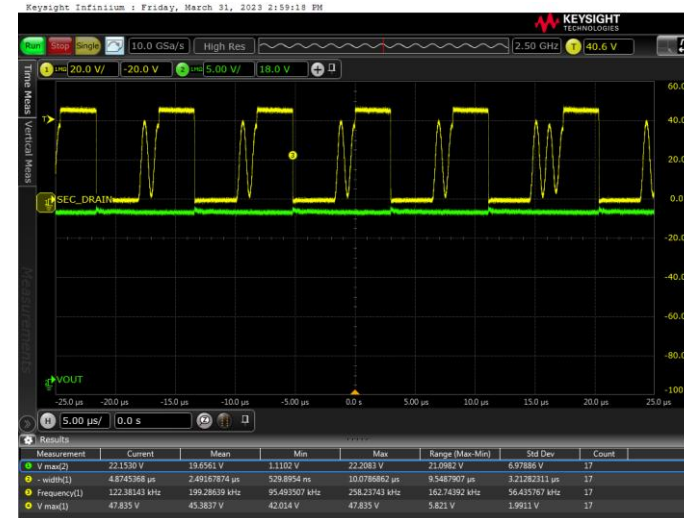 Keysight Infiniium : Friday, March 31, 2023 2:59:18 PM
KEYSIGHT
TECHNOLOGIES
Run Stop Single 10.0 GSa/s High Res 2.50 GHz T 40.6 V
1 20.0 V/ -20.0 V 2 5.00 V/ 18.0 V
Time Meas
Vertical Meas
Measurements
60.0
40.0
20.0
0.0
-20.0
-40.0
-60.0
-80.0
-100
T
3
SEC_DRAIN
VOUT
-25.0 µs -20.0 µs -15.0 µs -10.0 µs -5.00 µs 0.0 s 5.00 µs 10.0 µs 15.0 µs 20.0 µs 25.0 µs
H 5.00 µs/ 0.0 s
Results
Measurement Current Mean Min Max Range (Max-Min) Std Dev Count
V max(2) 22.1530 V 19.6561 V 1.1102 V 22.2083 V 21.0982 V 6.97886 V 17
- width(1) 4.8745368 µs 2.49167874 µs 529.8954 ns 10.0786862 µs 9.5487907 µs 3.21282311 µs 17
Frequency(1) 122.38143 kHz 199.28639 kHz 95.493507 kHz 258.23743 kHz 162.74392 kHz 56.435767 kHz 17
V max(1) 47.835 V 45.3837 V 42.014 V 47.835 V 5.821 V 1.9911 V 17